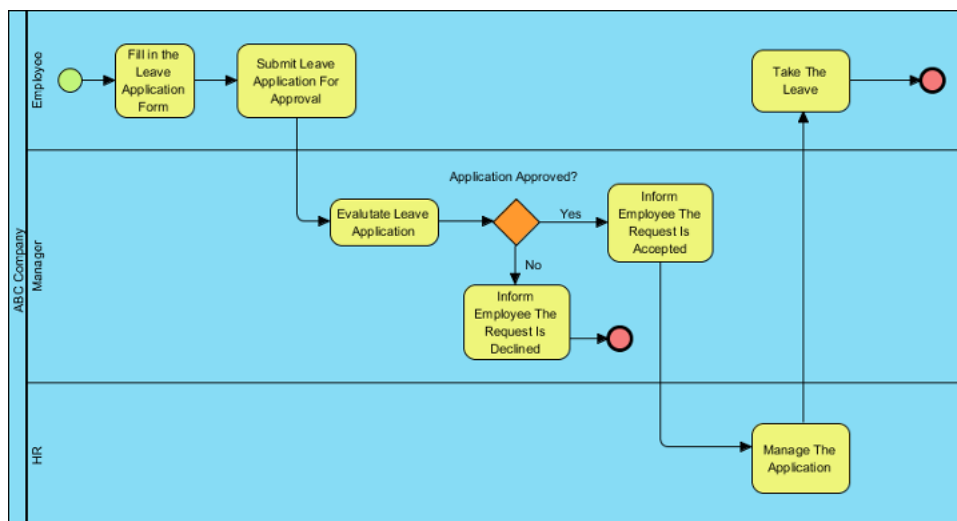 ABC Company
Employee
Fill in the
Leave
Application
Form
Submit Leave
Application For
Approval
Take The
Leave
Manager
Application Approved?
Evalutate Leave
Application
Yes
Inform
Employee The
Request Is
Accepted
No
Inform
Employee The
Request Is
Declined
HR
Manage The
Application